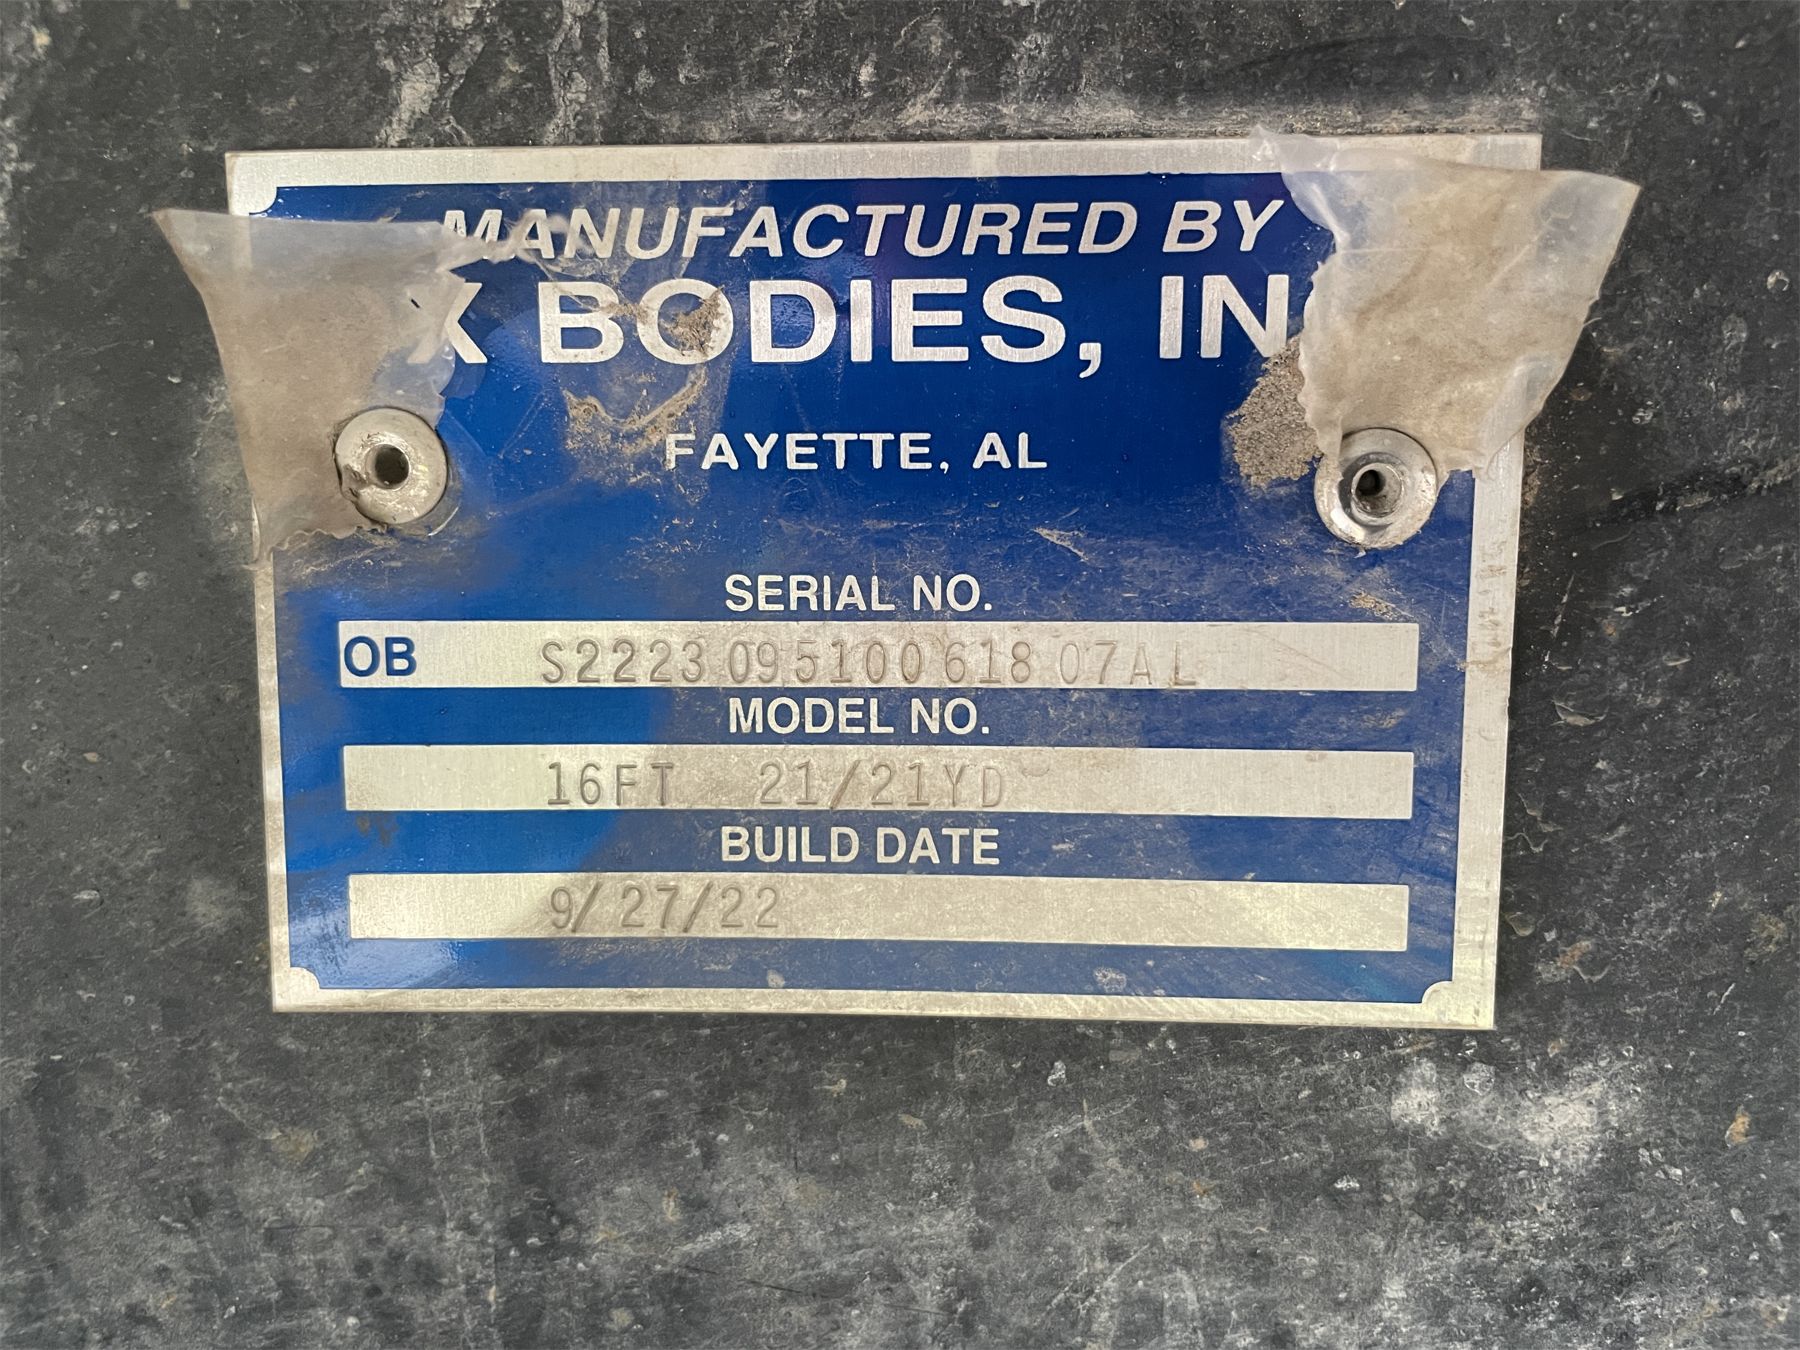 MANUFACTURED BY
X BODIES, IN
FAYETTE, AL
SERIAL NO.
OB S2223 095100 618 07AL
MODEL NO.
16FT 21/21YD
BUILD DATE
9/27/22